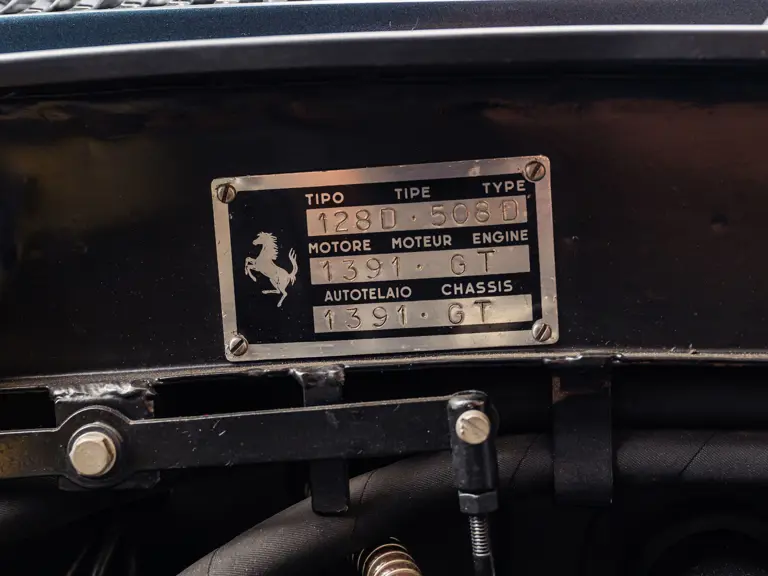 TIPO TIPE TYPE
128D · 508D
MOTORE MOTEUR ENGINE
1391 · GT
AUTOTELAIO CHASSIS
1391 · GT